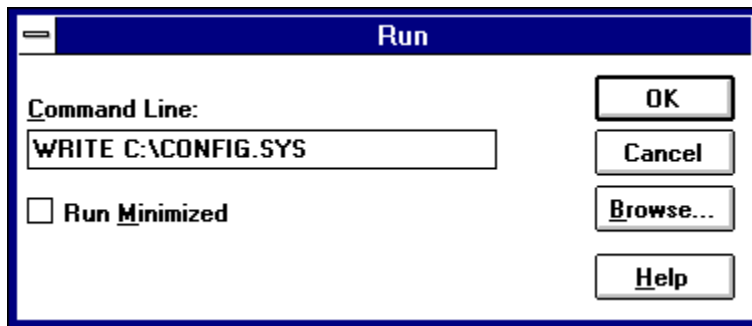 Run
Command Line:
WRITE C:\CONFIG.SYS
Run Minimized
OK
Cancel
Browse...
Help